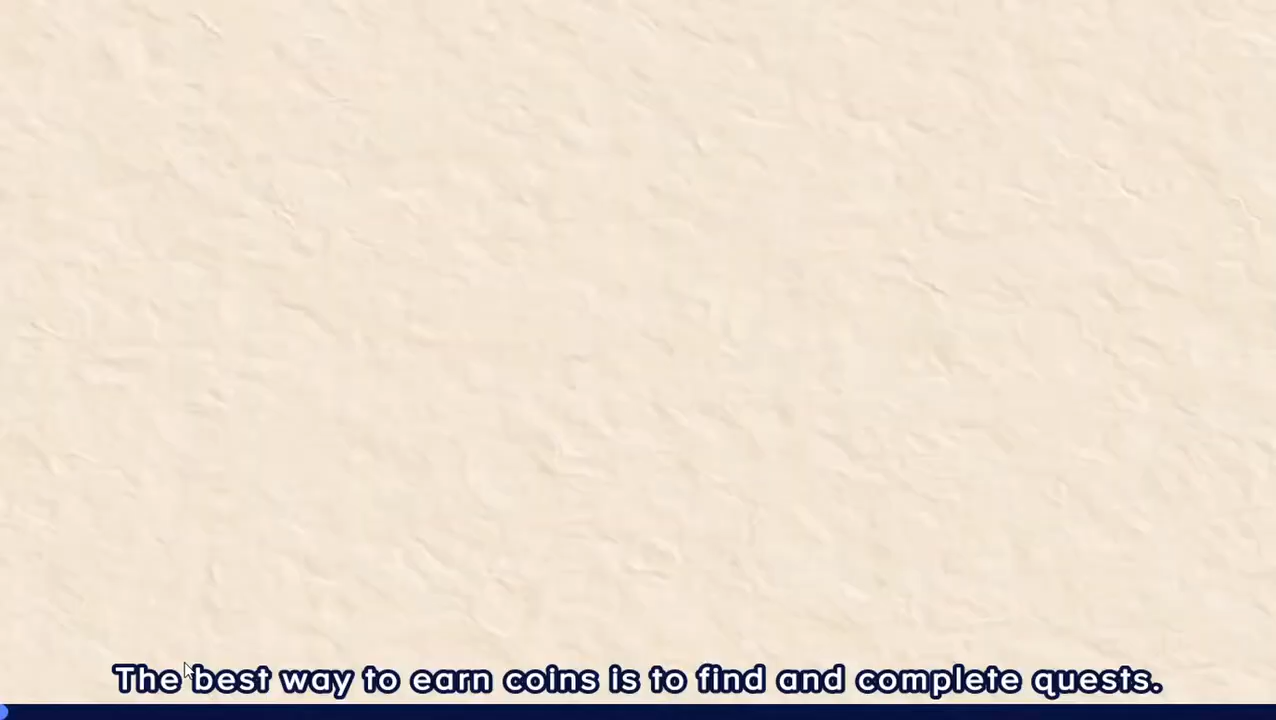 The best way to earn coins is to find and complete quests.